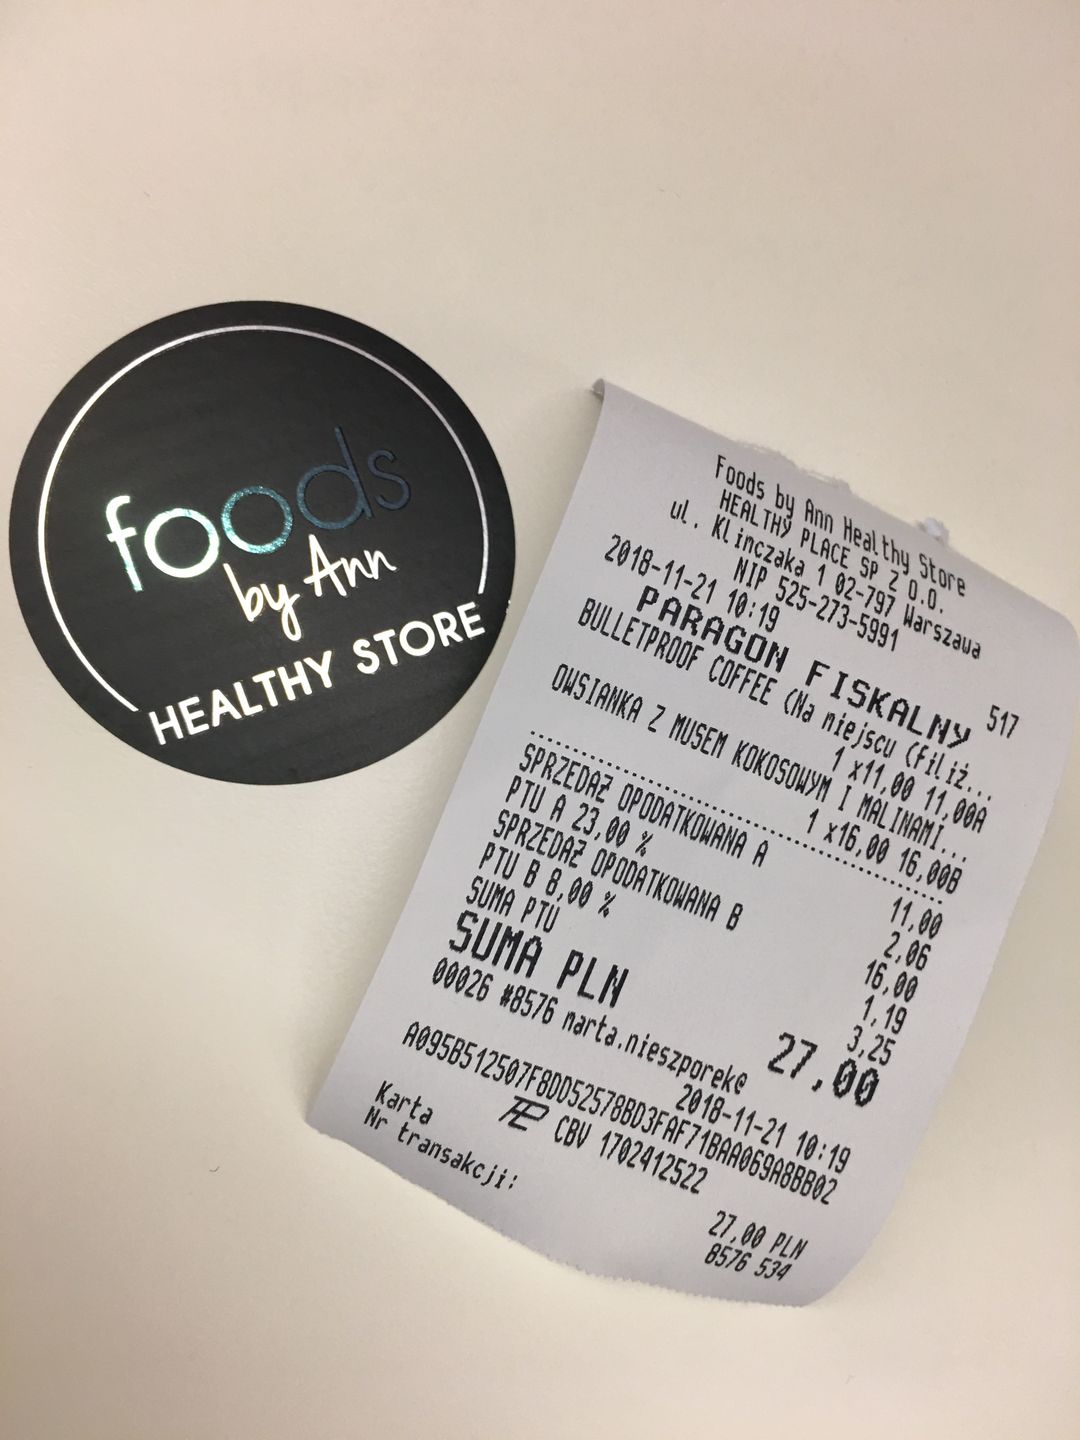 foods
by Ann
HEALTHY STORE
Foods by Ann Healthy Store
HEALTHY PLACE SP Z O.O.
ul. Klinczaka 1 02-797 Warszawa
NIP 525-273-5991
2018-11-21 10:19 517
PARAGON FISKALNY
BULLETPROOF COFFEE (Na miejscu (filiż...
1 x11,00 11,00A
OWSIANKA Z MUSEM KOKOSOWYM I MALINAMI...
1 x16,00 16,00B
SPRZEDAŻ OPODATKOWANA A 11,00
PTU A 23,00 % 2,06
SPRZEDAŻ OPODATKOWANA B 16,00
PTU B 8,00 % 1,19
SUMA PTU 3,25
SUMA PLN 27,00
00026 #8576 marta.nieszporek@ 2018-11-21 10:19
A095B512507F8DD52578BD3FAF71BAA069A8BB02
CBV 1702412522
Karta 27,00 PLN
Nr transakcji: 8576 534